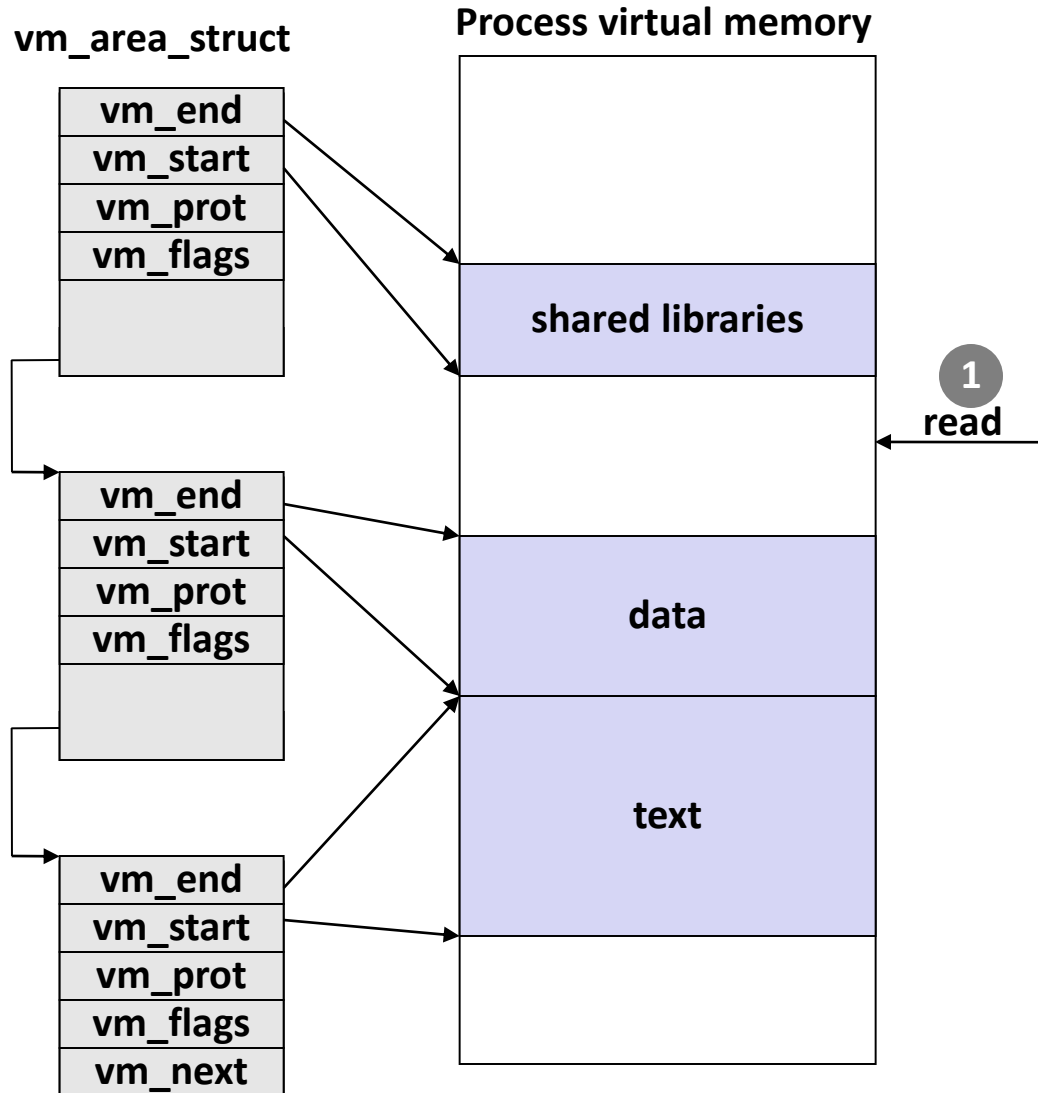 Process virtual memory
vm_area_struct
vm_end
vm_start
vm_prot
vm_flags
shared libraries
1
read
vm_end
vm_start
vm_prot
vm_flags
data
text
vm_end
vm_start
vm_prot
vm_flags
vm_next